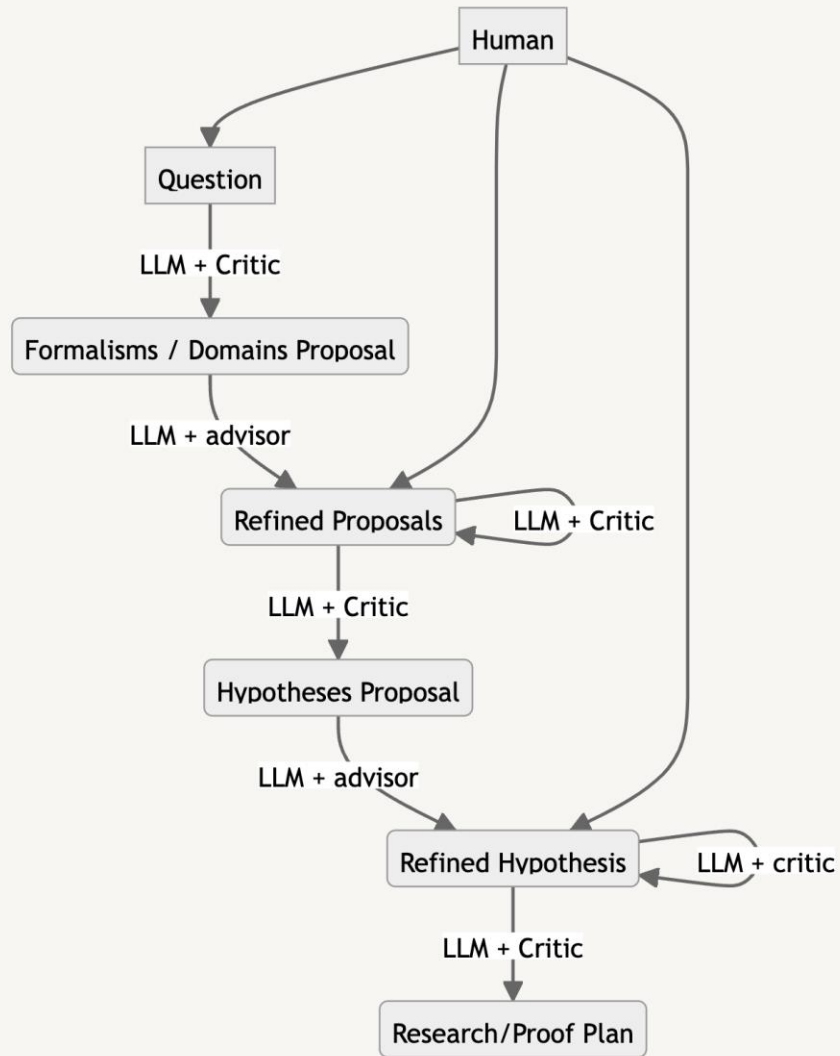 Human
Question
LLM + Critic
Formalisms / Domains Proposal
LLM + advisor
Refined Proposals
LLM + Critic
LLM + Critic
Hypotheses Proposal
LLM + advisor
Refined Hypothesis
LLM + critic
LLM + Critic
Research/Proof Plan